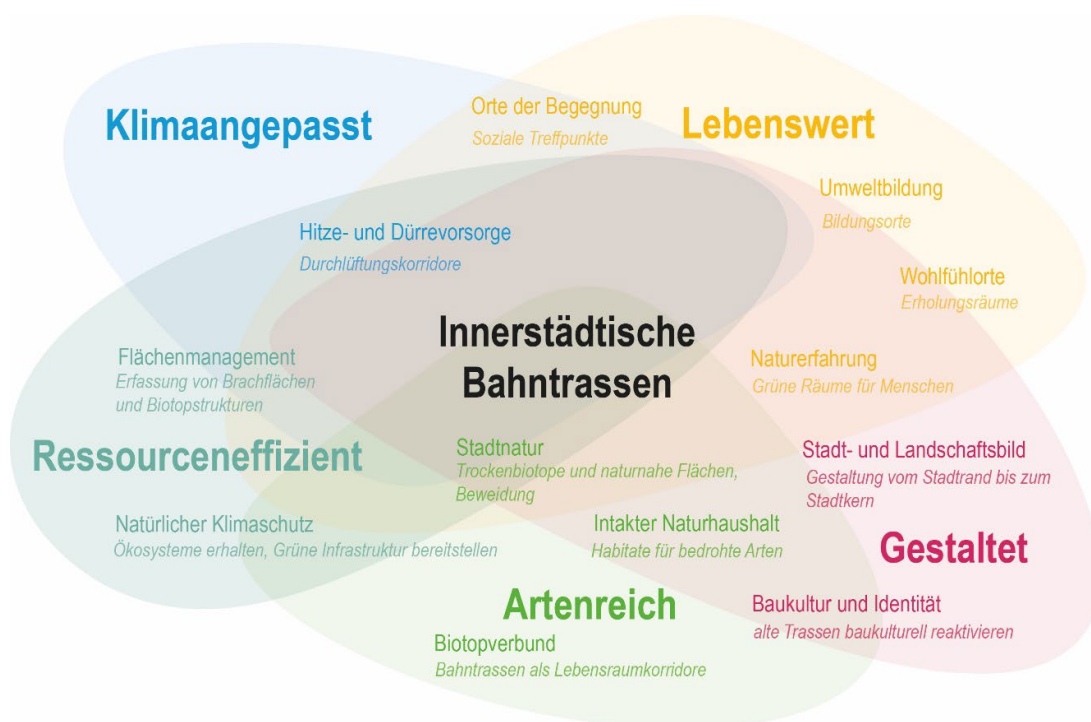 Klimaangepasst
Orte der Begegnung
Soziale Treffpunkte
Lebenswert
Umweltbildung
Bildungsorte
Hitze- und Dürrevorsorge
Durchlüftungskorridore
Wohlfühlorte
Erholungsräume
Innerstädtische
Bahntrassen
Flächenmanagement
Erfassung von Brachflächen
und Biotopstrukturen
Naturerfahrung
Grüne Räume für Menschen
Ressourceneffizient
Stadtnatur
Trockenbiotope und naturnahe Flächen,
Beweidung
Stadt- und Landschaftsbild
Gestaltung vom Stadtrand bis zum
Stadtkern
Natürlicher Klimaschutz
Ökosysteme erhalten, Grüne Infrastruktur bereitstellen
Intakter Naturhaushalt
Habitate für bedrohte Arten
Gestaltet
Artenreich
Baukultur und Identität
alte Trassen baukulturell reaktivieren
Biotopverbund
Bahntrassen als Lebensraumkorridore